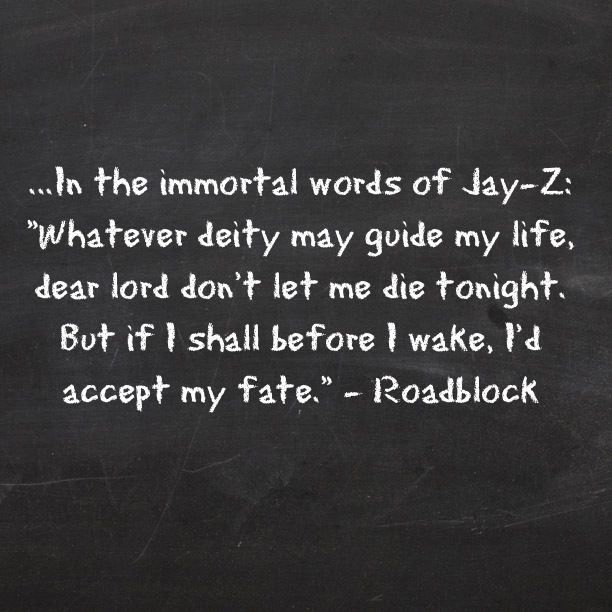 ...In the immortal words of Jay-Z:
"Whatever deity may guide my life,
dear lord don't let me die tonight.
But if I shall before I wake, I'd
accept my fate." - Roadblock